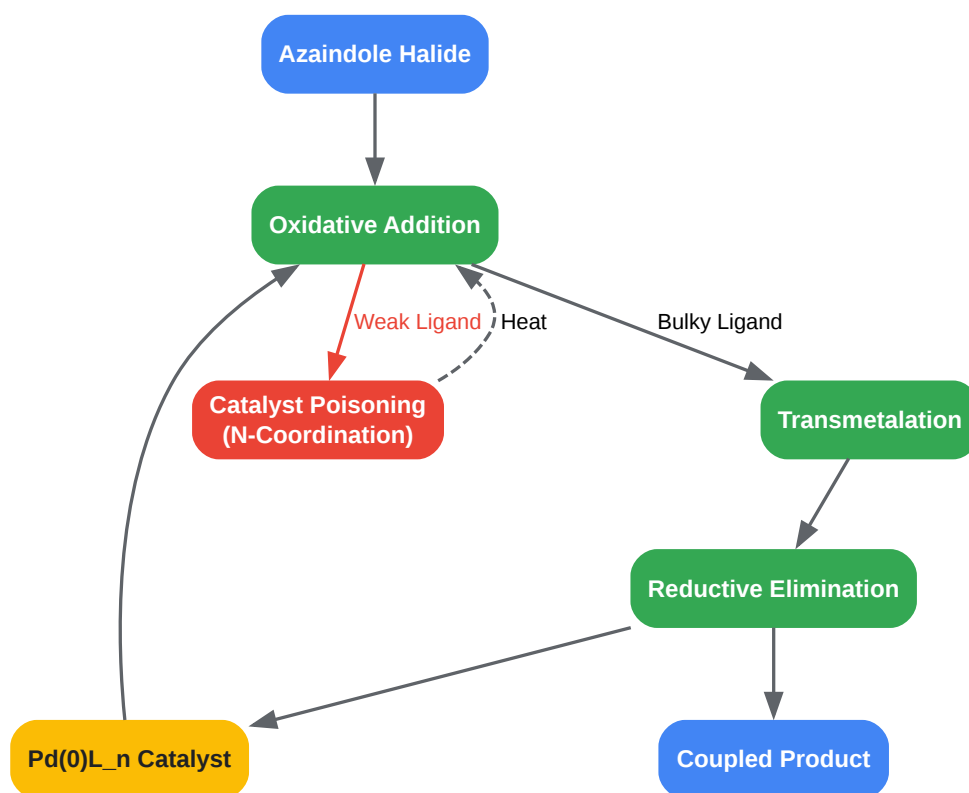 Azaindole Halide
Oxidative Addition
Weak Ligand
Heat
Bulky Ligand
Catalyst Poisoning
(N-Coordination)
Transmetalation
Reductive Elimination
Pd(0)L_n Catalyst
Coupled Product